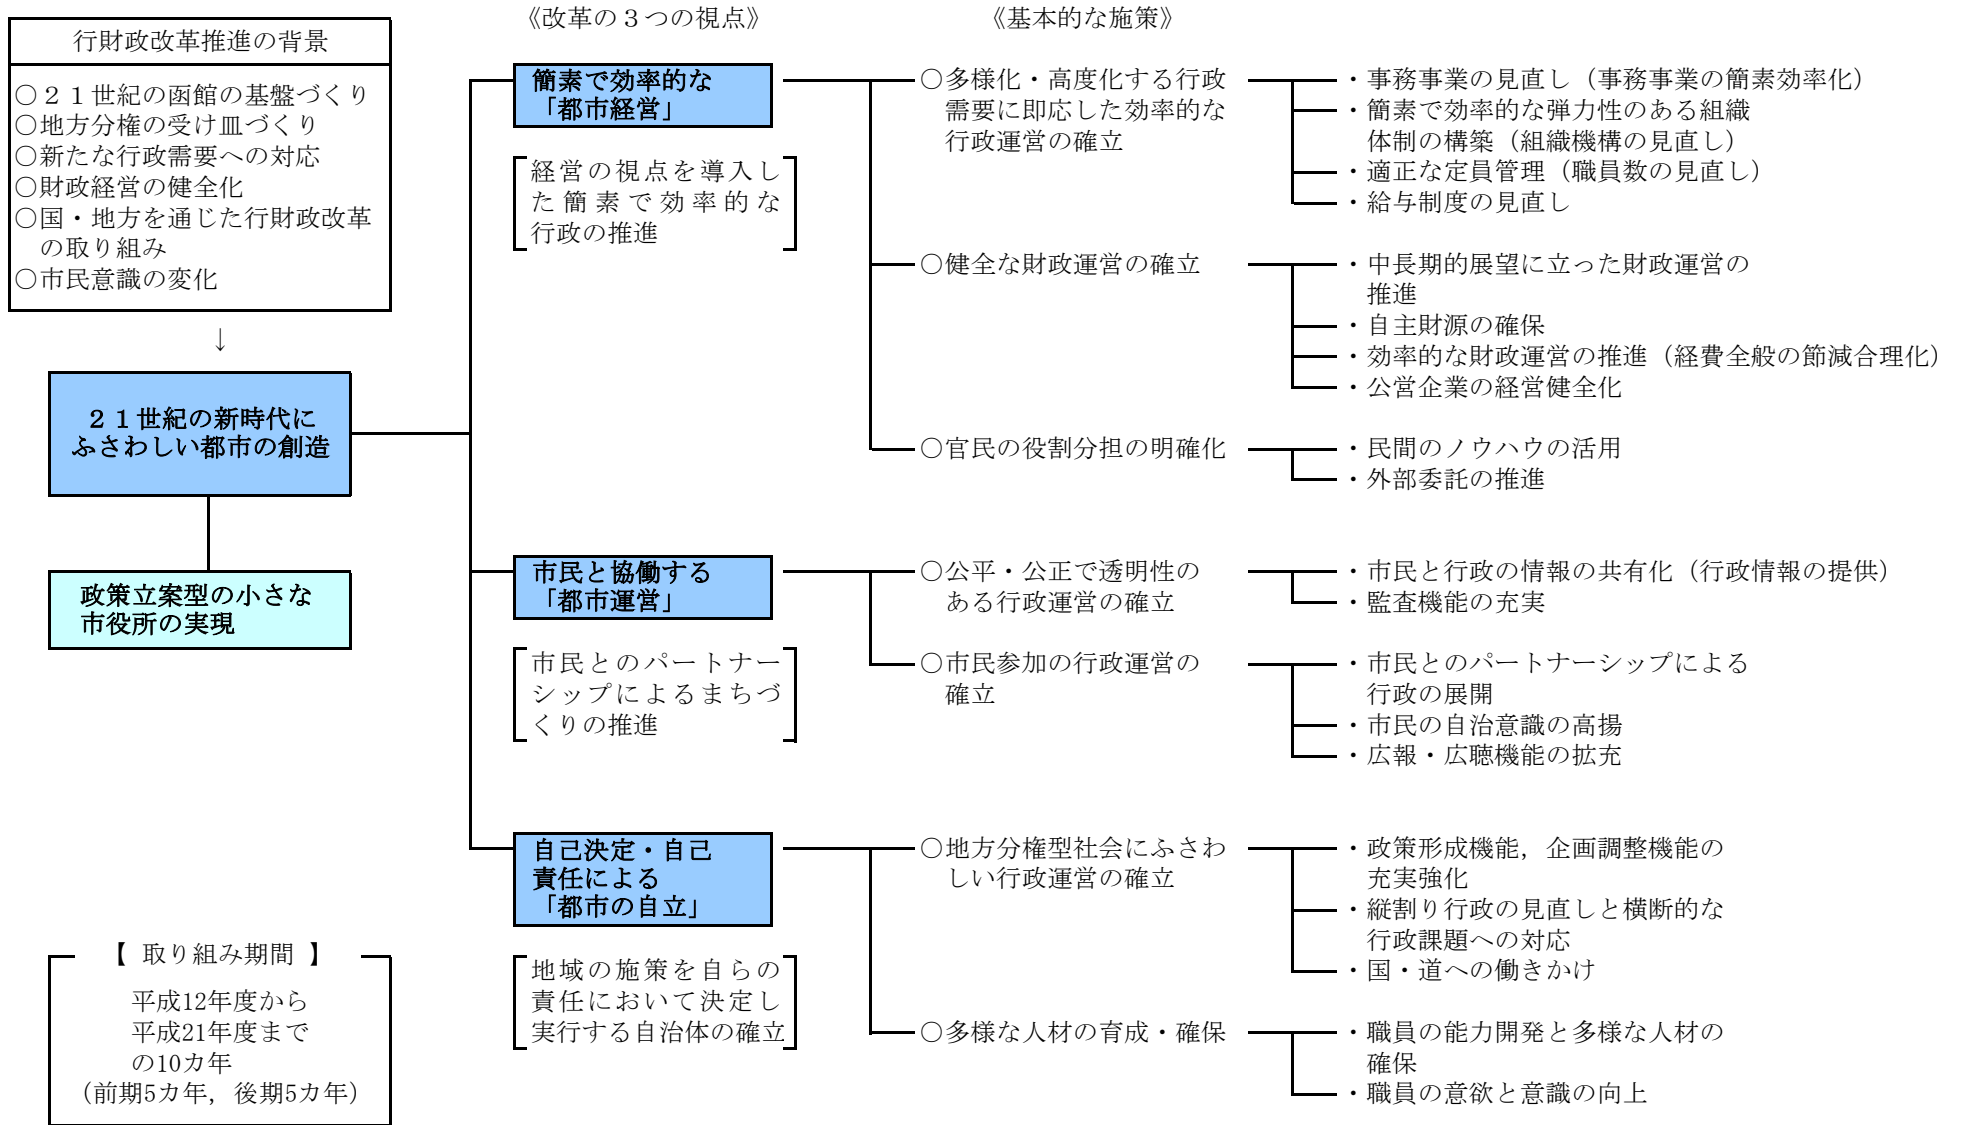 行財政改革推進の背景
○２１世紀の函館の基盤づくり
○地方分権の受け皿づくり
○新たな行政需要への対応
○財政経営の健全化
○国・地方を通じた行財政改革
の取り組み
○市民意識の変化
↓
２１世紀の新時代に
ふさわしい都市の創造
政策立案型の小さな
市役所の実現
【 取り組み期間 】
平成12年度から
平成21年度まで
の10カ年
（前期5カ年，後期5カ年）
《改革の３つの視点》
簡素で効率的な
「都市経営」
経営の視点を導入し
た簡素で効率的な
行政の推進
市民と協働する
「都市運営」
市民とのパートナー
シップによるまちづ
くりの推進
自己決定・自己
責任による
「都市の自立」
地域の施策を自らの
責任において決定し
実行する自治体の確立
《基本的な施策》
○多様化・高度化する行政
需要に即応した効率的な
行政運営の確立
・事務事業の見直し（事務事業の簡素効率化）
・簡素で効率的な弾力性のある組織
体制の構築（組織機構の見直し）
・適正な定員管理（職員数の見直し）
・給与制度の見直し
○健全な財政運営の確立
・中長期的展望に立った財政運営の
推進
・自主財源の確保
・効率的な財政運営の推進（経費全般の節減合理化）
・公営企業の経営健全化
○官民の役割分担の明確化
・民間のノウハウの活用
・外部委託の推進
○公平・公正で透明性の
ある行政運営の確立
・市民と行政の情報の共有化（行政情報の提供）
・監査機能の充実
○市民参加の行政運営の
確立
・市民とのパートナーシップによる
行政の展開
・市民の自治意識の高揚
・広報・広聴機能の拡充
○地方分権型社会にふさわ
しい行政運営の確立
・政策形成機能，企画調整機能の
充実強化
・縦割り行政の見直しと横断的な
行政課題への対応
・国・道への働きかけ
○多様な人材の育成・確保
・職員の能力開発と多様な人材の
確保
・職員の意欲と意識の向上